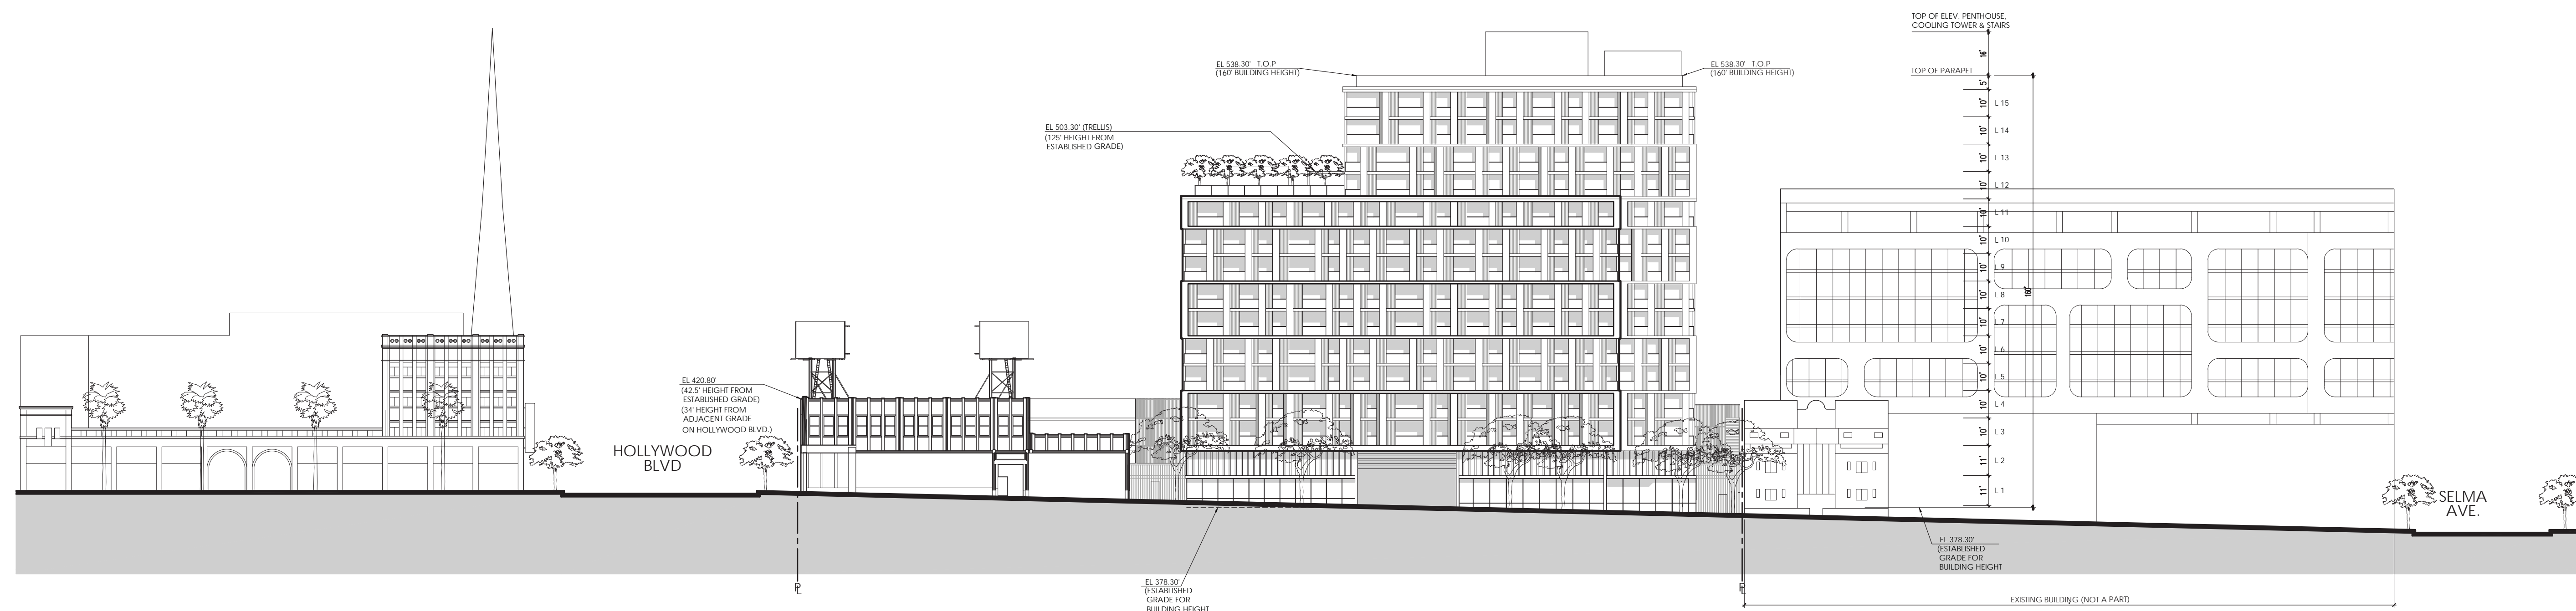 TOP OF ELEV. PENTHOUSE,
COOLING TOWER & STAIRS
16'
EL 538.30' T.O.P
(160' BUILDING HEIGHT)
EL 538.30' T.O.P
(160' BUILDING HEIGHT)
TOP OF PARAPET
5'
10' L 15
10' L 14
10' L 13
10' L 12
10' L 11
10' L 10
10' L 9
10' L 8
10' L 7
10' L 6
10' L 5
10' L 4
10' L 3
11' L 2
11' L 1
160'
EL 503.30' (TRELLIS)
(125' HEIGHT FROM
ESTABLISHED GRADE)
EL 420.80'
(42.5' HEIGHT FROM
ESTABLISHED GRADE)
(34' HEIGHT FROM
ADJACENT GRADE
ON HOLLYWOOD BLVD.)
HOLLYWOOD
BLVD
SELMA
AVE.
EL 378.30'
(ESTABLISHED
GRADE FOR
BUILDING HEIGHT
EL 378.30'
(ESTABLISHED
GRADE FOR
BUILDING HEIGHT
PL
PL
EXISTING BUILDING (NOT A PART)